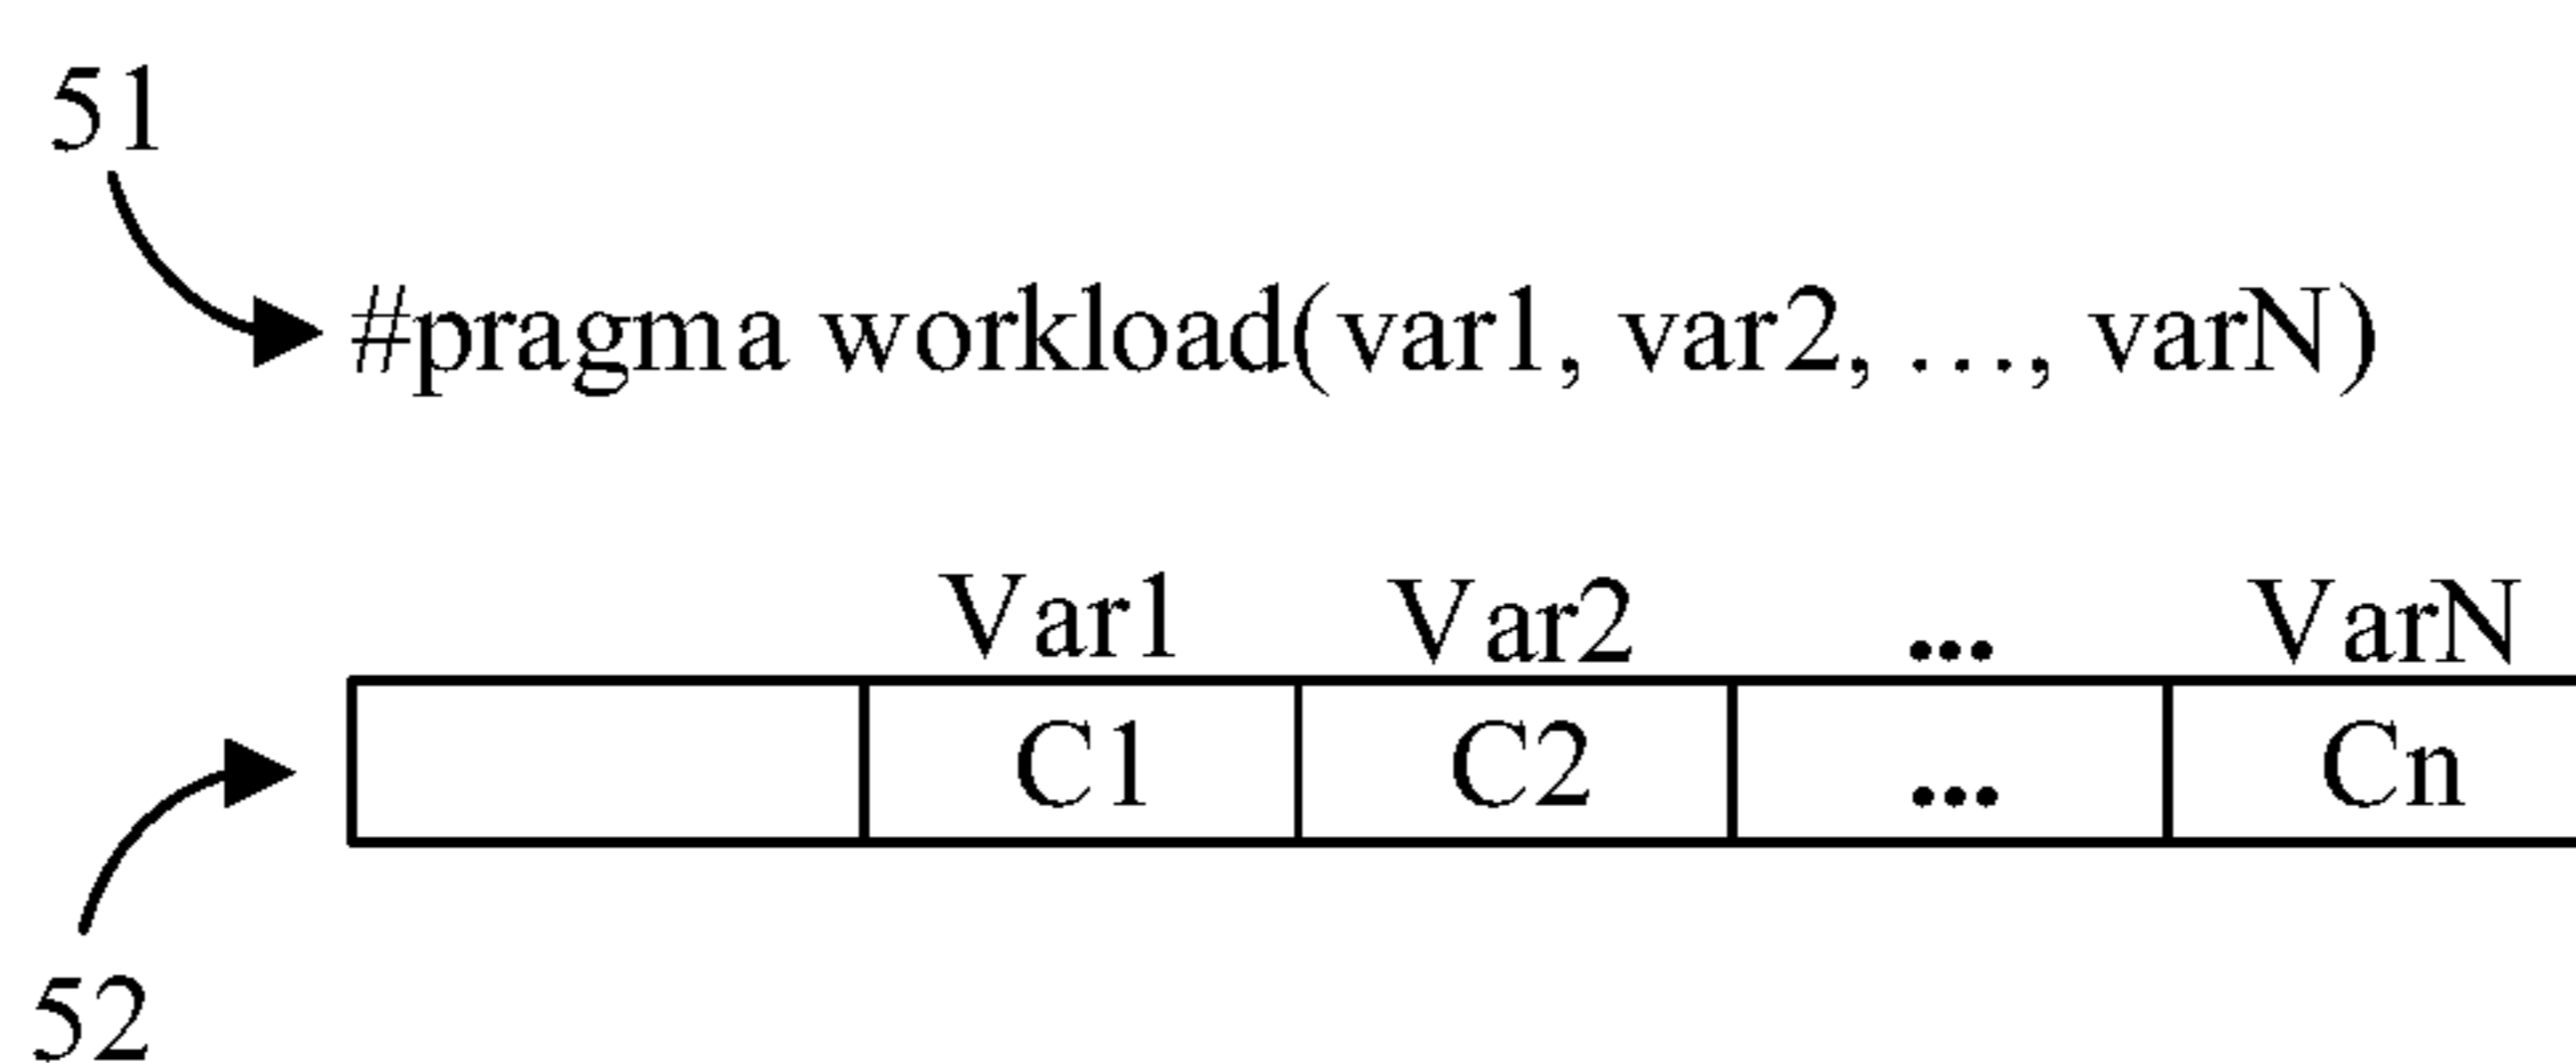 51
#pragma workload(var1, var2, ..., varN)
Var1 Var2 ... VarN
C1 C2 ... Cn
52